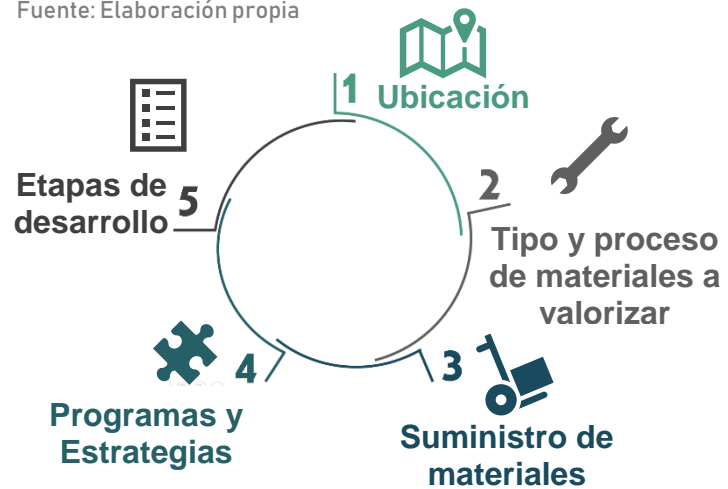 Fuente: Elaboración propia
1
Ubicación
2
Tipo y proceso
de materiales a
valorizar
3
Suministro de
materiales
4
Programas y
Estrategias
5
Etapas de
desarrollo